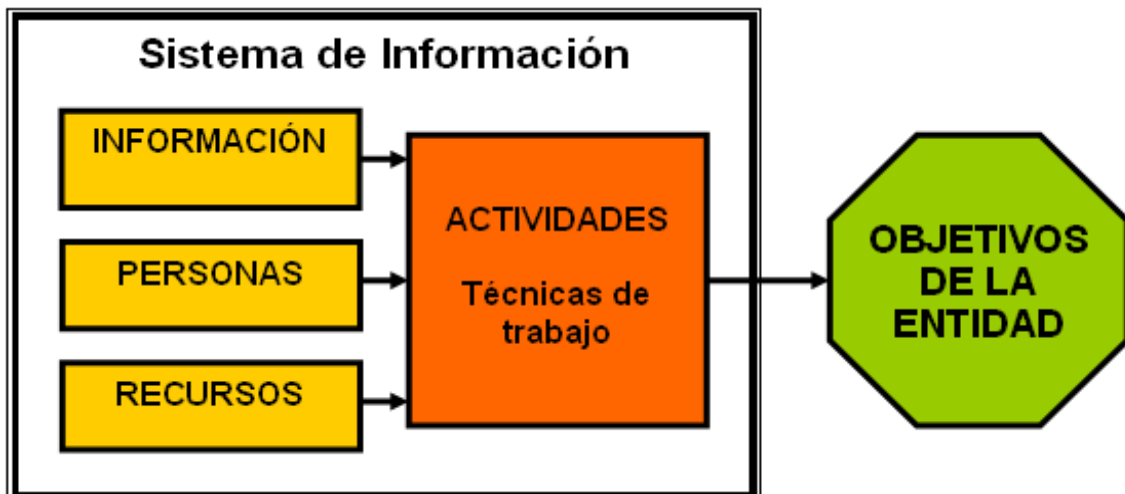 Sistema de Información
INFORMACIÓN
PERSONAS
RECURSOS
ACTIVIDADES
Técnicas de
trabajo
OBJETIVOS
DE LA
ENTIDAD